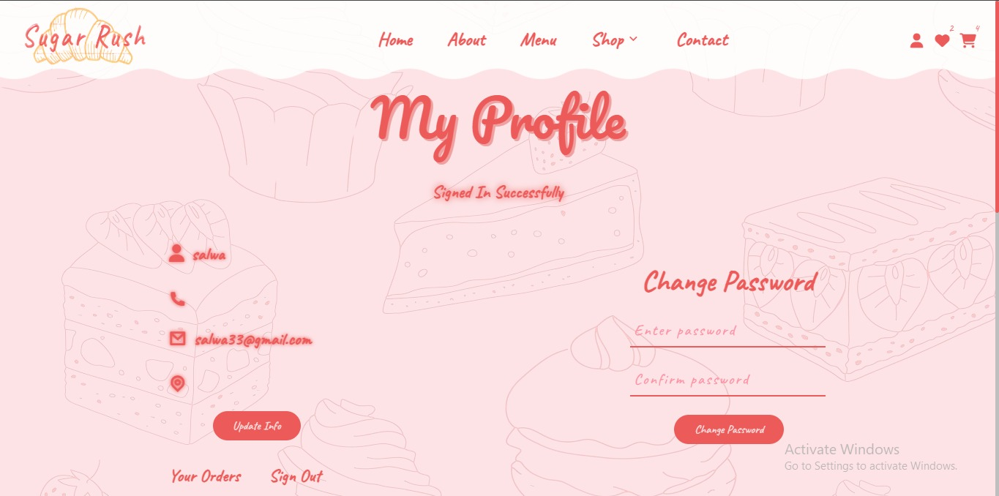 Sugar Rush
Home About Menu Shop Contact
2 4
My Profile
Signed In Successfully
salwa
salwa33@gmail.com
Update Info
Your Orders Sign Out
Change Password
Enter password
Confirm password
Change Password
Activate Windows
Go to Settings to activate Windows.